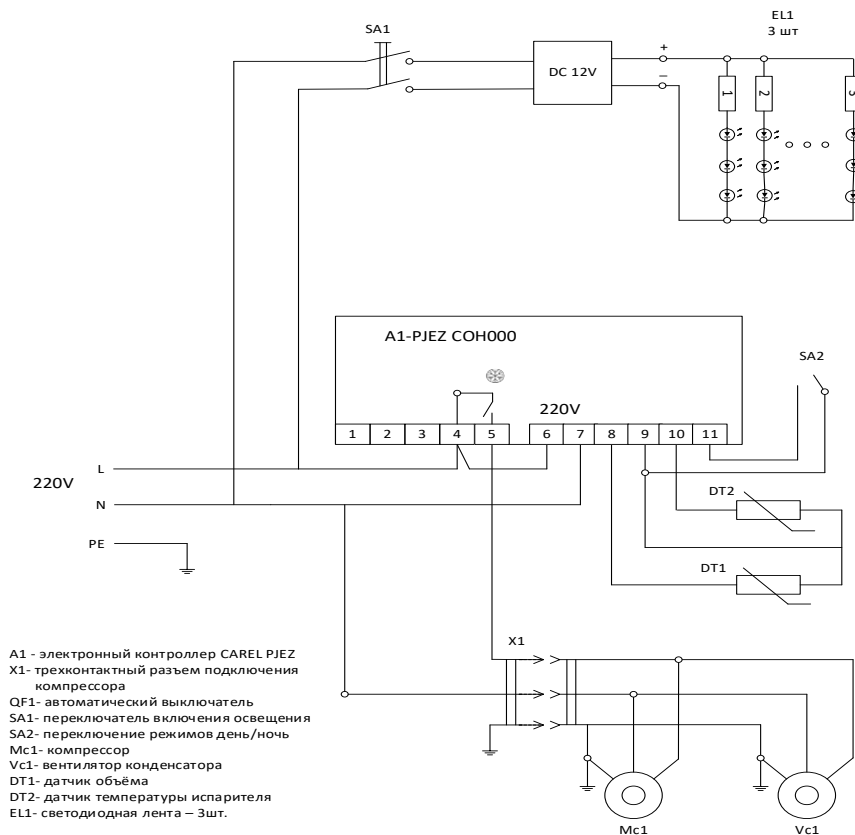 EL1
3 шт
SA1
+
DC 12V
–
1
2
3
A1-PJEZ COH000
SA2
220V
1 2 3 4 5 6 7 8 9 10 11
L
220V
N
DT2
PE
DT1
X1
A1 - электронный контроллер CAREL PJEZ
X1- трехконтактный разъем подключения
компрессора
QF1- автоматический выключатель
SA1- переключатель включения освещения
SA2- переключение режимов день/ночь
Mc1- компрессор
Vc1- вентилятор конденсатора
DT1- датчик объёма
DT2- датчик температуры испарителя
EL1- светодиодная лента – 3шт.
Mc1
Vc1